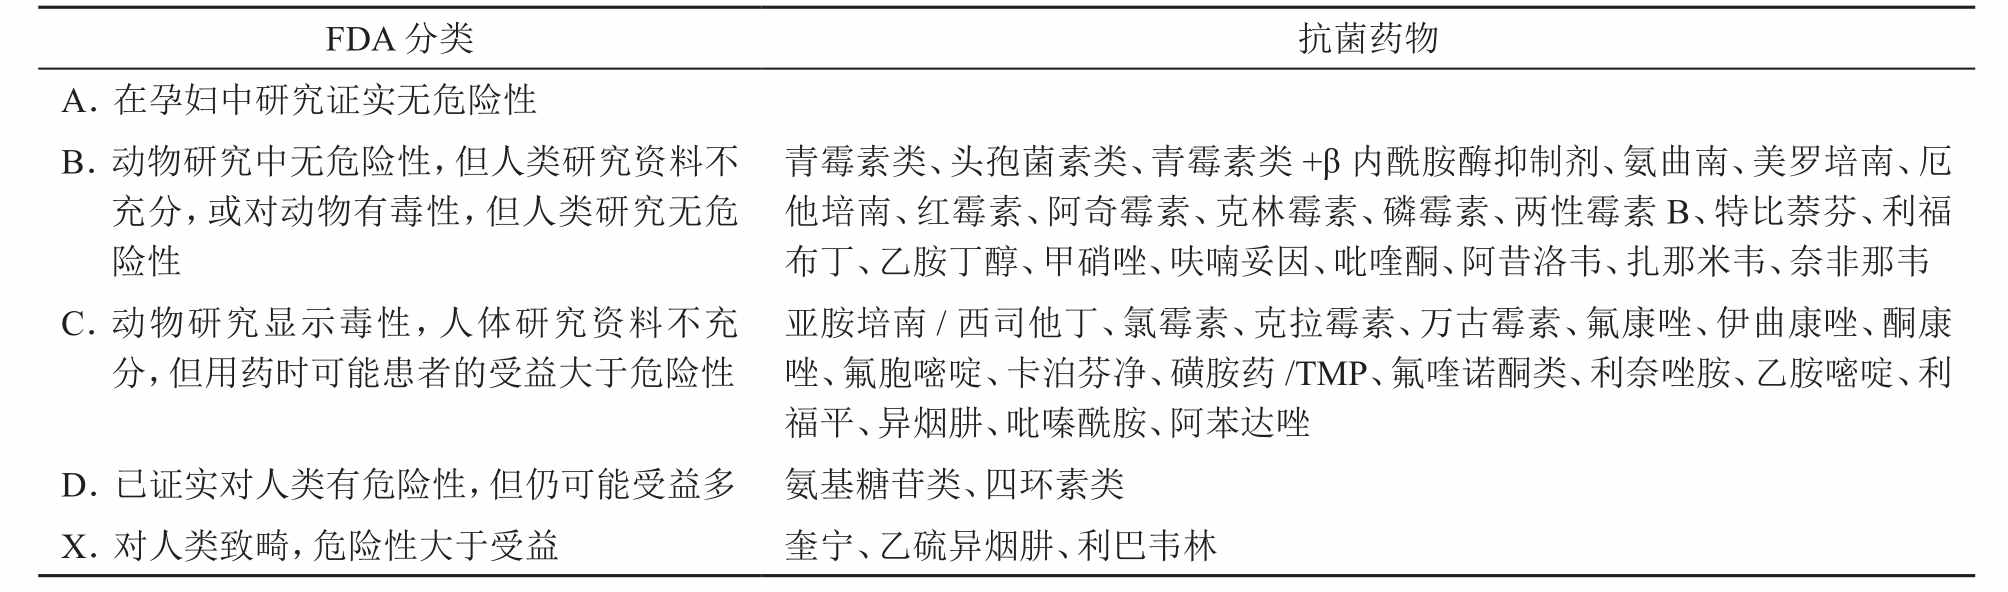 FDA 分类 抗菌药物
A. 在孕妇中研究证实无危险性
B. 动物研究中无危险性,但人类研究资料不 青霉素类、头孢菌素类、青霉素类+β 内酰胺酶抑制剂、氨曲南、美罗培南、厄
充分,或对动物有毒性,但人类研究无危 他培南、红霉素、阿奇霉素、克林霉素、磷霉素、两性霉素 B、特比萘芬、利福
险性 布丁、乙胺丁醇、甲硝唑、呋喃妥因、吡喹酮、阿昔洛韦、扎那米韦、奈非那韦
C. 动物研究显示毒性,人体研究资料不充 亚胺培南 / 西司他丁、氯霉素、克拉霉素、万古霉素、氟康唑、伊曲康唑、酮康
分,但用药时可能患者的受益大于危险性 唑、氟胞嘧啶、卡泊芬净、磺胺药 /TMP、氟喹诺酮类、利奈唑胺、乙胺嘧啶、利
福平、异烟肼、吡嗪酰胺、阿苯达唑
D. 已证实对人类有危险性,但仍可能受益多 氨基糖苷类、四环素类
X. 对人类致畸,危险性大于受益 奎宁、乙硫异烟肼、利巴韦林